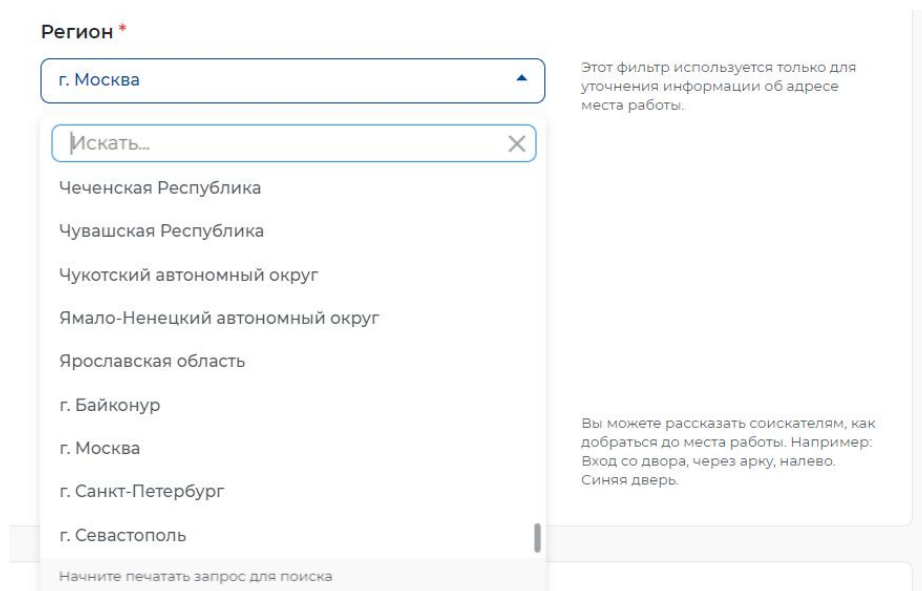 Регион *
г. Москва
Этот фильтр используется только для
уточнения информации об адресе
места работы.
Искать...
Чеченская Республика
Чувашская Республика
Чукотский автономный округ
Ямало-Ненецкий автономный округ
Ярославская область
г. Байконур
г. Москва
г. Санкт-Петербург
г. Севастополь
Начните печатать запрос для поиска
Вы можете рассказать соискателям, как
добраться до места работы. Например:
Вход со двора, через арку, налево.
Синяя дверь.